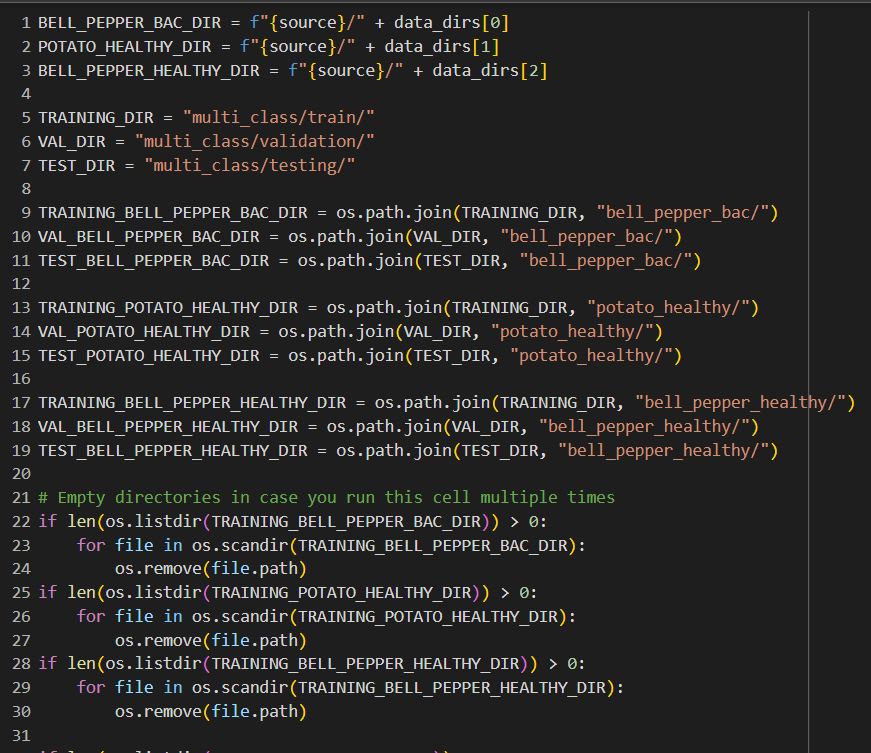 1 BELL_PEPPER_BAC_DIR = f"{source}/" + data_dirs[0]
2 POTATO_HEALTHY_DIR = f"{source}/" + data_dirs[1]
3 BELL_PEPPER_HEALTHY_DIR = f"{source}/" + data_dirs[2]
4
5 TRAINING_DIR = "multi_class/train/"
6 VAL_DIR = "multi_class/validation/"
7 TEST_DIR = "multi_class/testing/"
8
9 TRAINING_BELL_PEPPER_BAC_DIR = os.path.join(TRAINING_DIR, "bell_pepper_bac/")
10 VAL_BELL_PEPPER_BAC_DIR = os.path.join(VAL_DIR, "bell_pepper_bac/")
11 TEST_BELL_PEPPER_BAC_DIR = os.path.join(TEST_DIR, "bell_pepper_bac/")
12
13 TRAINING_POTATO_HEALTHY_DIR = os.path.join(TRAINING_DIR, "potato_healthy/")
14 VAL_POTATO_HEALTHY_DIR = os.path.join(VAL_DIR, "potato_healthy/")
15 TEST_POTATO_HEALTHY_DIR = os.path.join(TEST_DIR, "potato_healthy/")
16
17 TRAINING_BELL_PEPPER_HEALTHY_DIR = os.path.join(TRAINING_DIR, "bell_pepper_healthy/")
18 VAL_BELL_PEPPER_HEALTHY_DIR = os.path.join(VAL_DIR, "bell_pepper_healthy/")
19 TEST_BELL_PEPPER_HEALTHY_DIR = os.path.join(TEST_DIR, "bell_pepper_healthy/")
20
21 # Empty directories in case you run this cell multiple times
22 if len(os.listdir(TRAINING_BELL_PEPPER_BAC_DIR)) > 0:
23     for file in os.scandir(TRAINING_BELL_PEPPER_BAC_DIR):
24         os.remove(file.path)
25 if len(os.listdir(TRAINING_POTATO_HEALTHY_DIR)) > 0:
26     for file in os.scandir(TRAINING_POTATO_HEALTHY_DIR):
27         os.remove(file.path)
28 if len(os.listdir(TRAINING_BELL_PEPPER_HEALTHY_DIR)) > 0:
29     for file in os.scandir(TRAINING_BELL_PEPPER_HEALTHY_DIR):
30         os.remove(file.path)
31